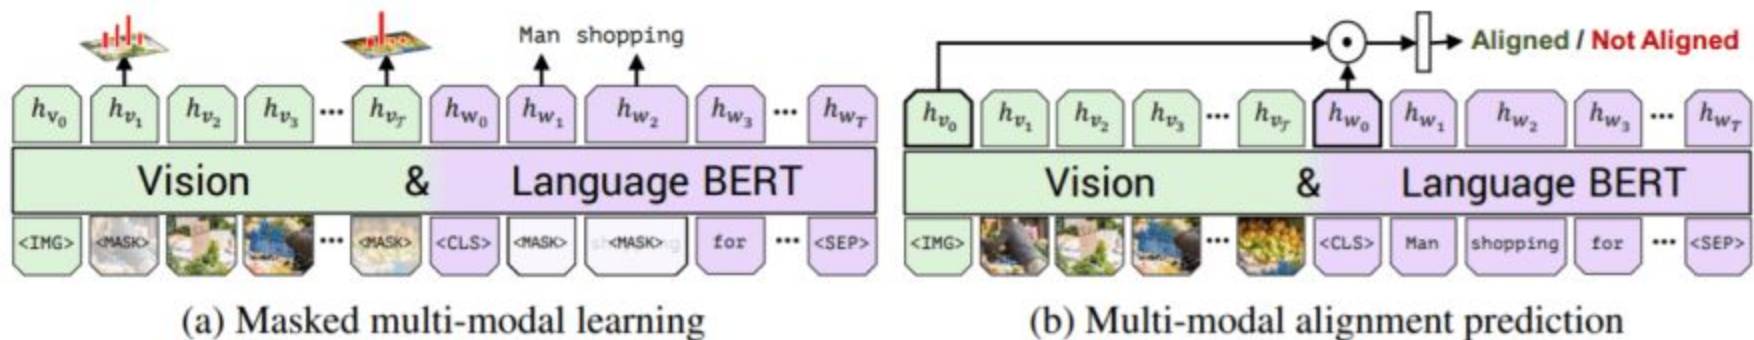 Man shopping
h_v0 h_v1 h_v2 h_v3 ... h_v𝒯 h_w0 h_w1 h_w2 h_w3 ... h_wT
Vision & Language BERT
<IMG> <MASK> ... <MASK> <CLS> <MASK> <MASK> for ... <SEP>
(a) Masked multi-modal learning
Aligned / Not Aligned
h_v0 h_v1 h_v2 h_v3 ... h_v𝒯 h_w0 h_w1 h_w2 h_w3 ... h_wT
Vision & Language BERT
<IMG> ... <CLS> Man shopping for ... <SEP>
(b) Multi-modal alignment prediction